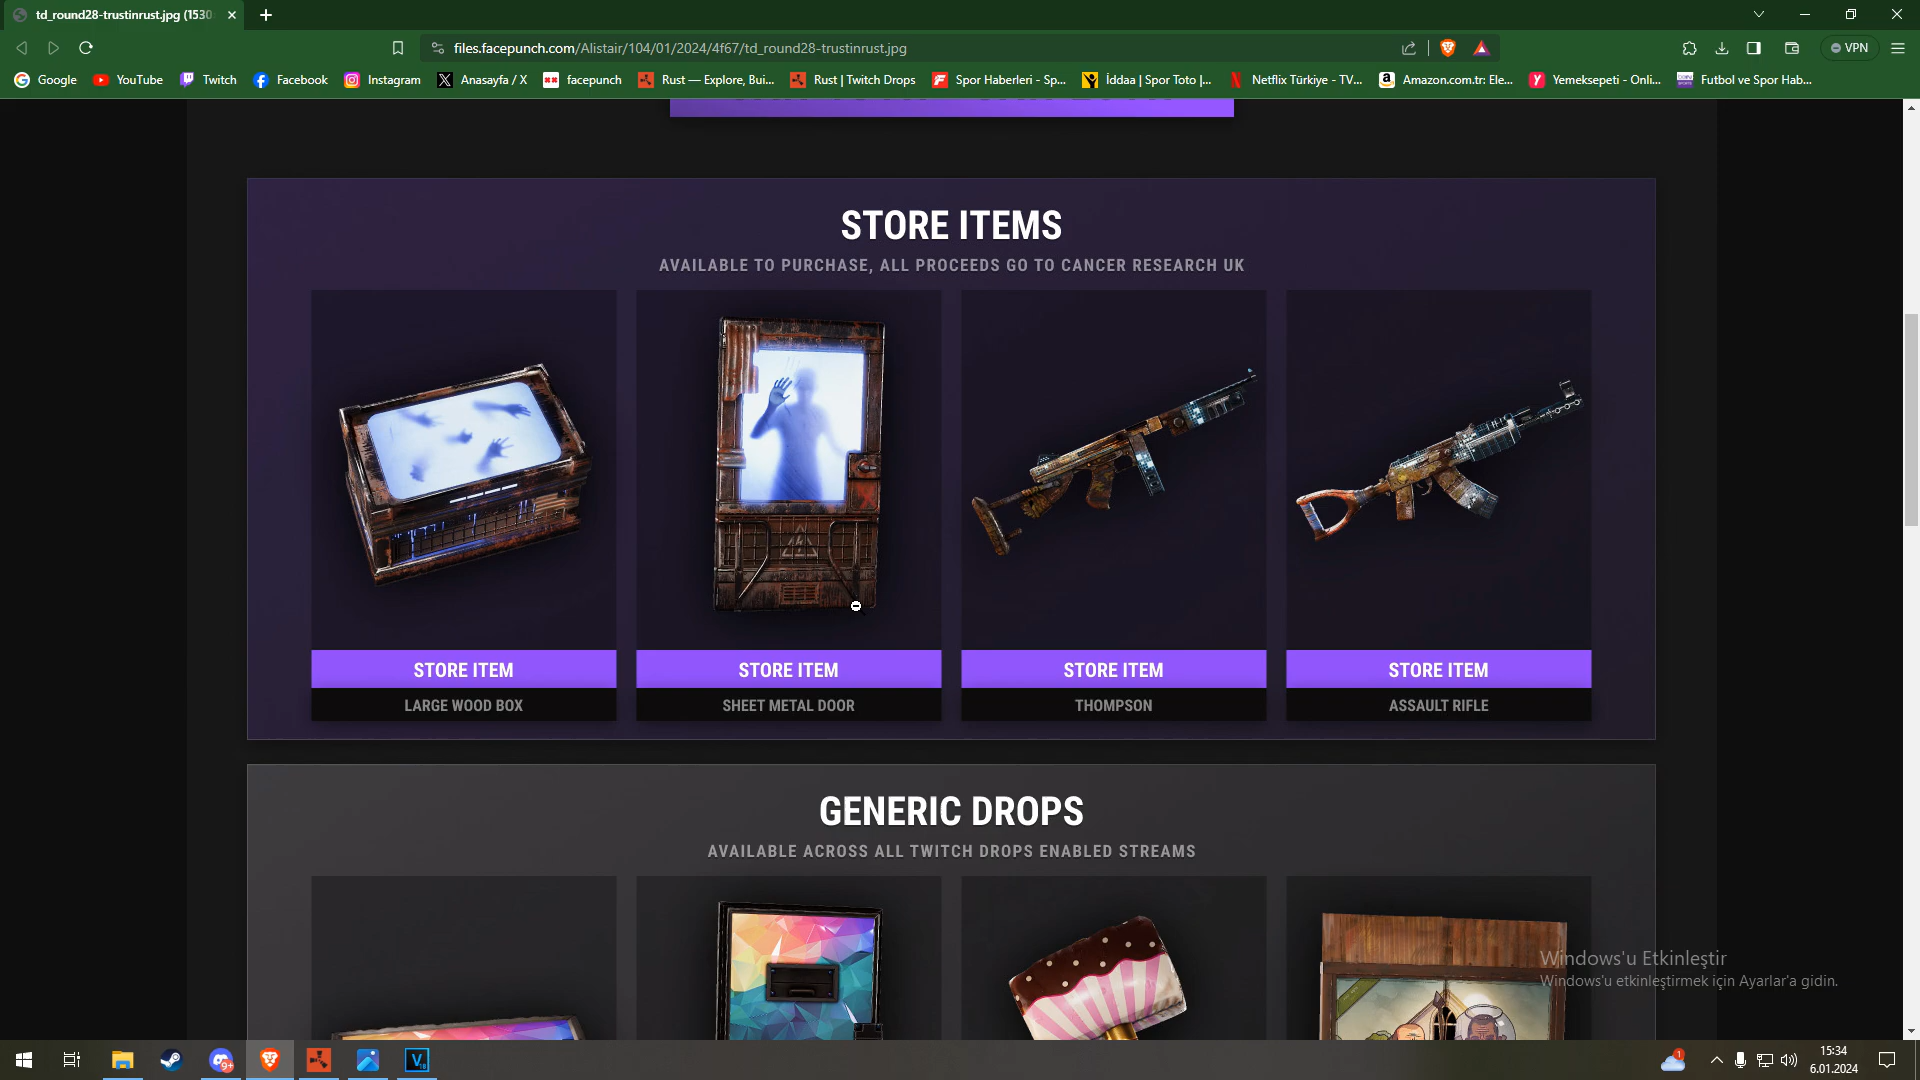 td_round28-trustinrust.jpg (1530
files.facepunch.com/Alistair/104/01/2024/4f67/td_round28-trustinrust.jpg
VPN
Google
YouTube
Twitch
Facebook
Instagram
Anasayfa / X
facepunch
Rust — Explore, Bui...
Rust | Twitch Drops
Spor Haberleri - Sp...
İddaa | Spor Toto |...
Netflix Türkiye - TV...
Amazon.com.tr: Ele...
Yemeksepeti - Onli...
Futbol ve Spor Hab...
STORE ITEMS
AVAILABLE TO PURCHASE, ALL PROCEEDS GO TO CANCER RESEARCH UK
STORE ITEM
LARGE WOOD BOX
STORE ITEM
SHEET METAL DOOR
STORE ITEM
THOMPSON
STORE ITEM
ASSAULT RIFLE
GENERIC DROPS
AVAILABLE ACROSS ALL TWITCH DROPS ENABLED STREAMS
Windows'u Etkinleştir
Windows'u etkinleştirmek için Ayarlar'a gidin.
9+
1
15:34
6.01.2024